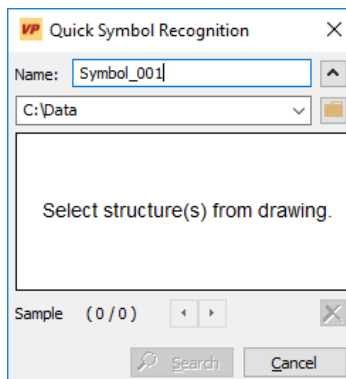 VP Quick Symbol Recognition
Name: Symbol_001
C:\Data
Select structure(s) from drawing.
Sample (0/0)
Search Cancel